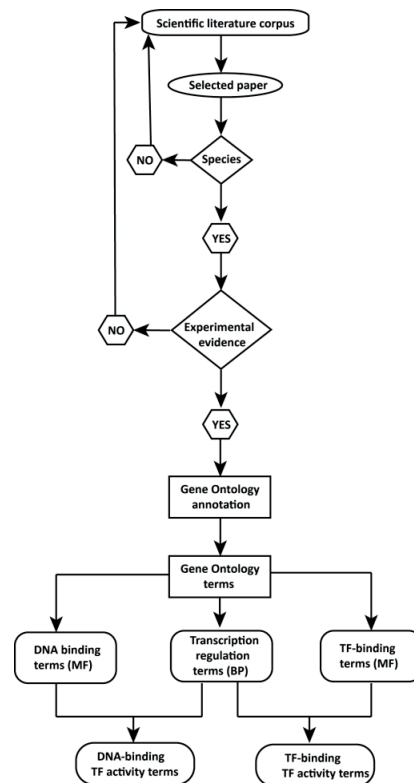 Scientific literature corpus
Selected paper
NO
Species
YES
NO
Experimental
evidence
YES
Gene Ontology
annotation
Gene Ontology
terms
DNA binding
terms (MF)
Transcription
regulation
terms (BP)
TF-binding
terms (MF)
DNA-binding
TF activity terms
TF-binding
TF activity terms